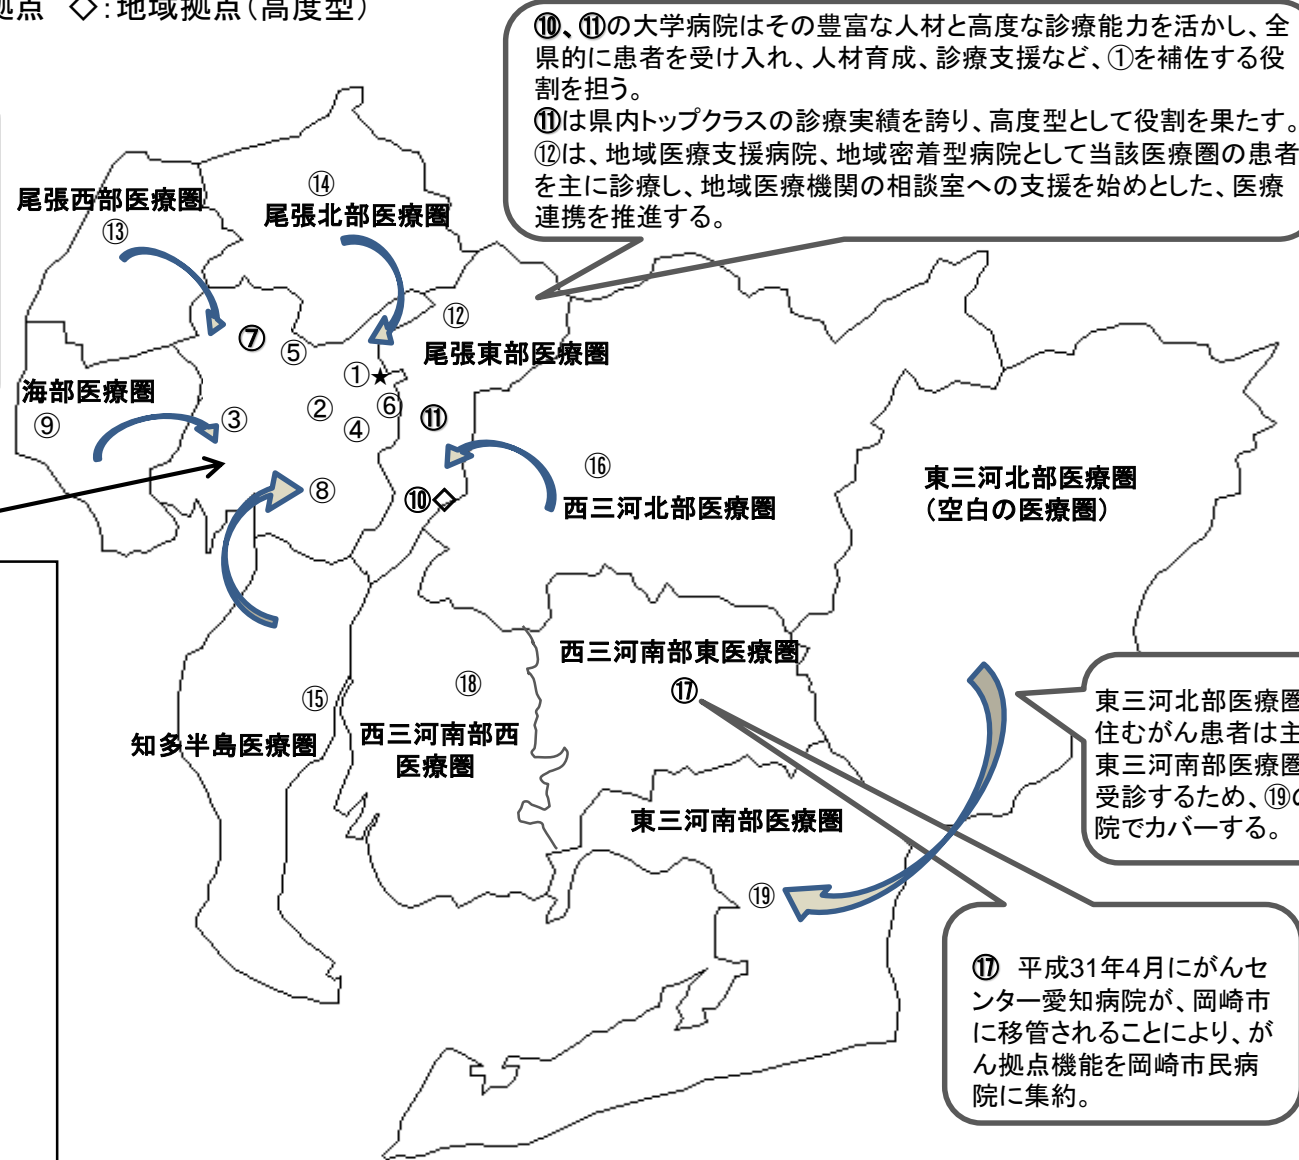 拠点 ◇:地域拠点(高度型)
⑩、⑪の大学病院はその豊富な人材と高度な診療能力を活かし、全
県的に患者を受け入れ、人材育成、診療支援など、①を補佐する役
割を担う。
⑪は県内トップクラスの診療実績を誇り、高度型として役割を果たす。
⑫は、地域医療支援病院、地域密着型病院として当該医療圏の患者
を主に診療し、地域医療機関の相談室への支援を始めとした、医療
連携を推進する。
⑭
尾張西部医療圏
尾張北部医療圏
⑬
⑫
⑦
⑤
尾張東部医療圏
①★
海部医療圏
②
⑥
③
⑪
⑨
④
⑯
東三河北部医療圏
(空白の医療圏)
⑧
⑩◇
西三河北部医療圏
西三河南部東医療圏
⑱
⑰
⑮
知多半島医療圏
西三河南部西
医療圏
東三河北部医療圏
住むがん患者は主
東三河南部医療圏
受診するため、⑲の
院でカバーする。
東三河南部医療圏
⑲
⑰ 平成31年4月にがんセ
ンター愛知病院が、岡崎市
に移管されることにより、が
ん拠点機能を岡崎市民病
院に集約。